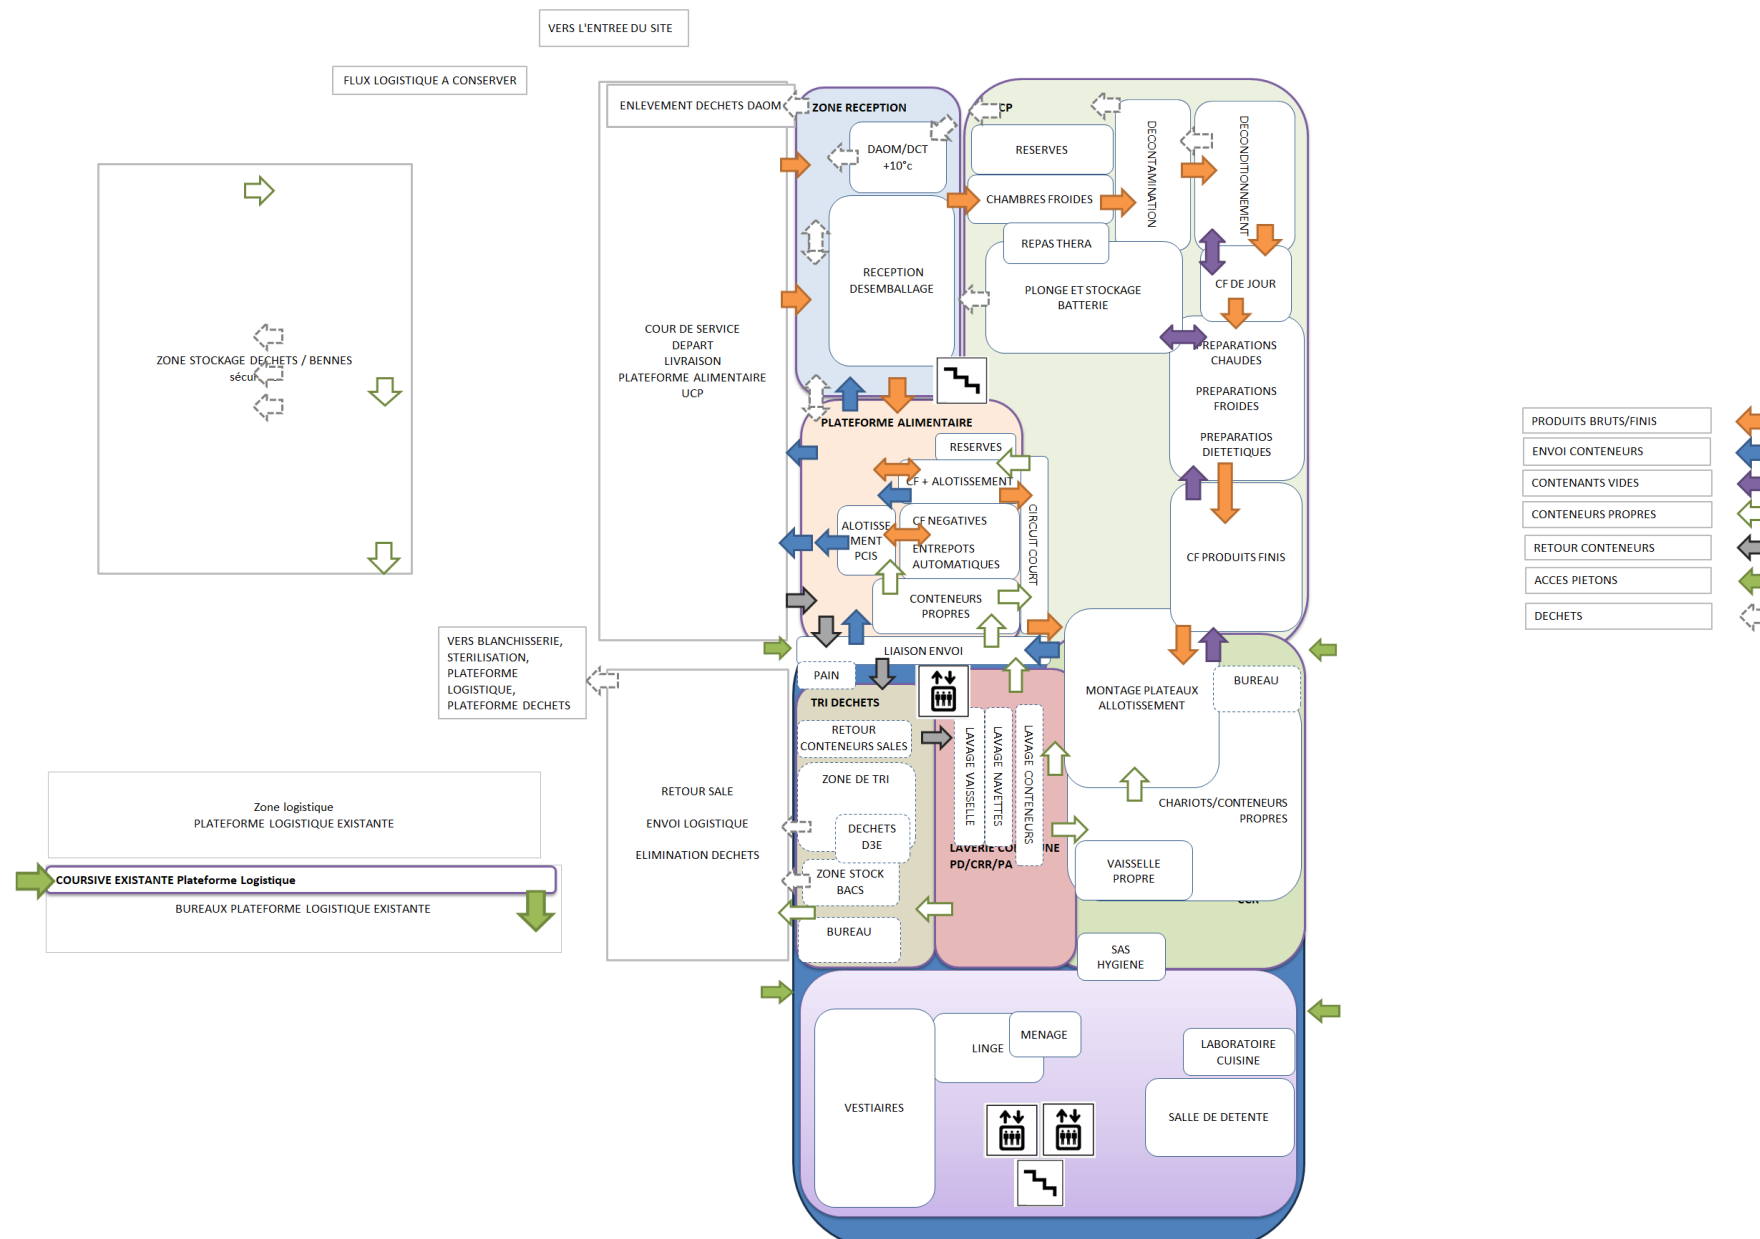 VERS L'ENTREE DU SITE
FLUX LOGISTIQUE A CONSERVER
ENLEVEMENT DECHETS DAOM
ZONE RECEPTION
CP
DAOM/DCT
+10°c
RESERVES
CHAMBRES FROIDES
DECONTAMINATION
DECONDITIONNEMENT
REPAS THERA
RECEPTION
DESEMBALLAGE
PLONGE ET STOCKAGE
BATTERIE
CF DE JOUR
COUR DE SERVICE
DEPART
LIVRAISON
PLATEFORME ALIMENTAIRE
UCP
ZONE STOCKAGE DECHETS / BENNES
PREPARATIONS
CHAUDES
PREPARATIONS
FROIDES
PREPARATIOS
DIETETIQUES
PLATEFORME ALIMENTAIRE
RESERVES
CF + ALOTISSEMENT
ALOTISSE
MENT
PCIS
CF NEGATIVES
ENTREPOTS
AUTOMATIQUES
CIRCUIT COURT
CONTENEURS
PROPRES
CF PRODUITS FINIS
PRODUITS BRUTS/FINIS
ENVOI CONTENEURS
CONTENANTS VIDES
CONTENEURS PROPRES
RETOUR CONTENEURS
ACCES PIETONS
DECHETS
LIAISON ENVOI
VERS BLANCHISSERIE,
STERILISATION,
PLATEFORME
LOGISTIQUE,
PLATEFORME DECHETS
PAIN
TRI DECHETS
MONTAGE PLATEAUX
ALLOTISSEMENT
BUREAU
RETOUR
CONTENEURS SALES
LAVAGE VAISSELLE
LAVAGE NAVETTES
LAVAGE CONTENEURS
ZONE DE TRI
RETOUR SALE
ENVOI LOGISTIQUE
ELIMINATION DECHETS
CHARIOTS/CONTENEURS
PROPRES
DECHETS
D3E
LAVERIE
PD/CRR/PA
VAISSELLE
PROPRE
ZONE STOCK
BACS
Zone logistique
PLATEFORME LOGISTIQUE EXISTANTE
COURSIVE EXISTANTE Plateforme Logistique
BUREAUX PLATEFORME LOGISTIQUE EXISTANTE
BUREAU
SAS
HYGIENE
LINGE
MENAGE
LABORATOIRE
CUISINE
VESTIAIRES
SALLE DE DETENTE